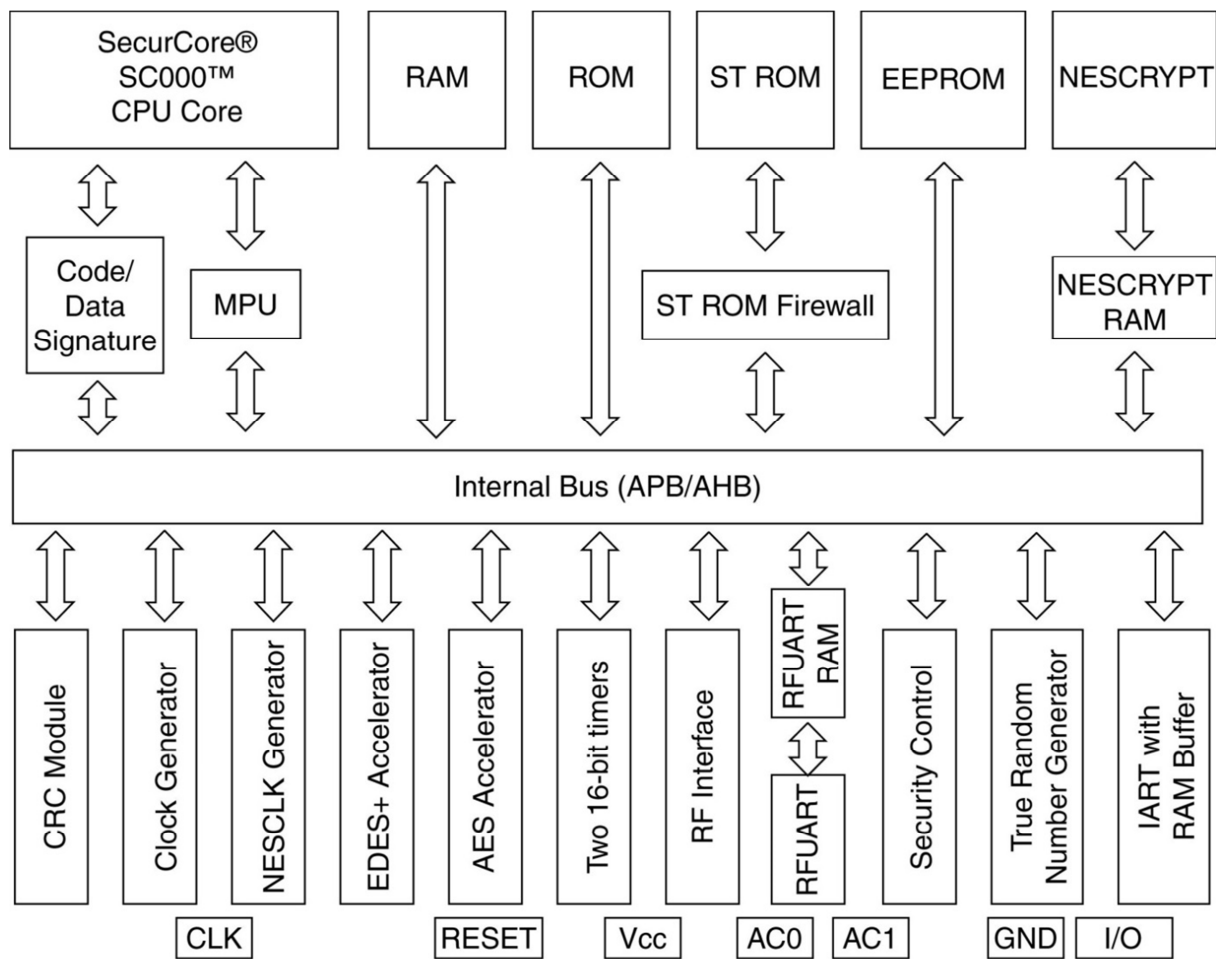 SecurCore®
SC000™
CPU Core
RAM
ROM
ST ROM
EEPROM
NESCRYPT
Code/
Data
Signature
MPU
ST ROM Firewall
NESCRYPT
RAM
Internal Bus (APB/AHB)
CRC Module
Clock Generator
NESCLK Generator
EDES+ Accelerator
AES Accelerator
Two 16-bit timers
RF Interface
RFUART
RAM
RFUART
Security Control
True Random
Number Generator
IART with
RAM Buffer
CLK
RESET
Vcc
AC0
AC1
GND
I/O